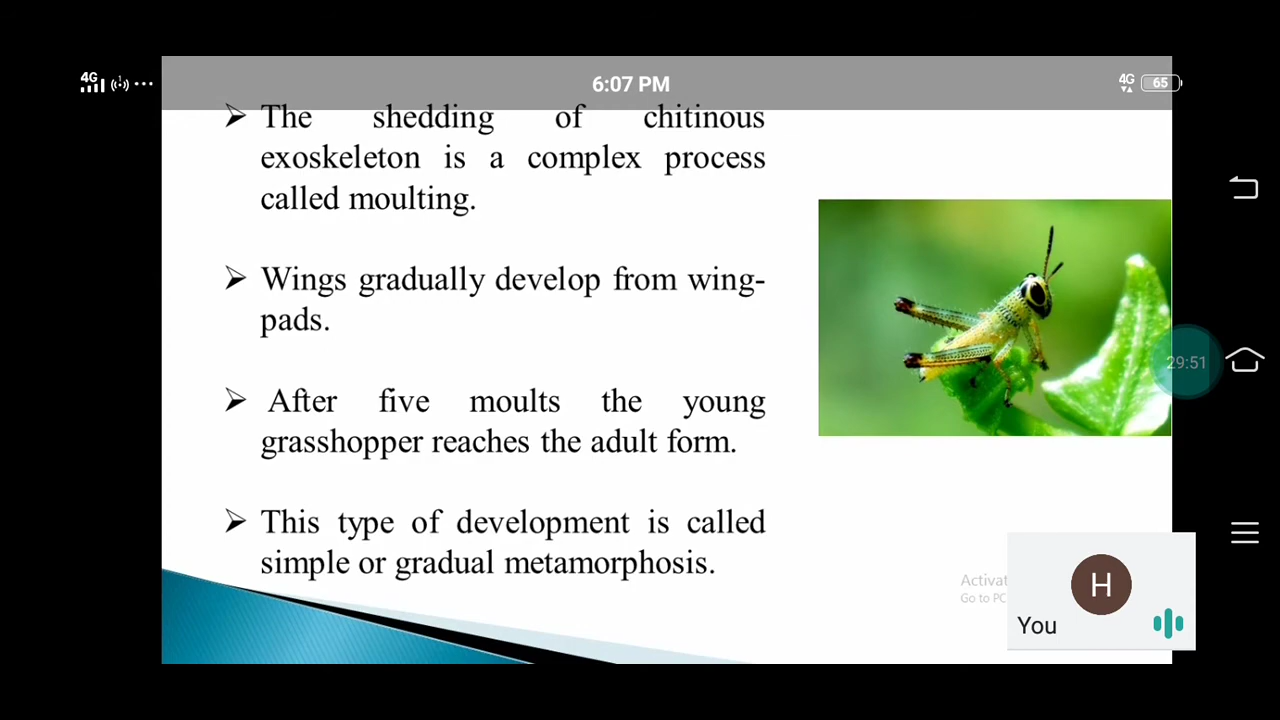 4G
6:07 PM
4G
65
➢ The shedding of chitinous
exoskeleton is a complex process
called moulting.
➢ Wings gradually develop from wing-
pads.
➢ After five moults the young
grasshopper reaches the adult form.
➢ This type of development is called
simple or gradual metamorphosis.
29:51
Activat
Go to PC
H
You